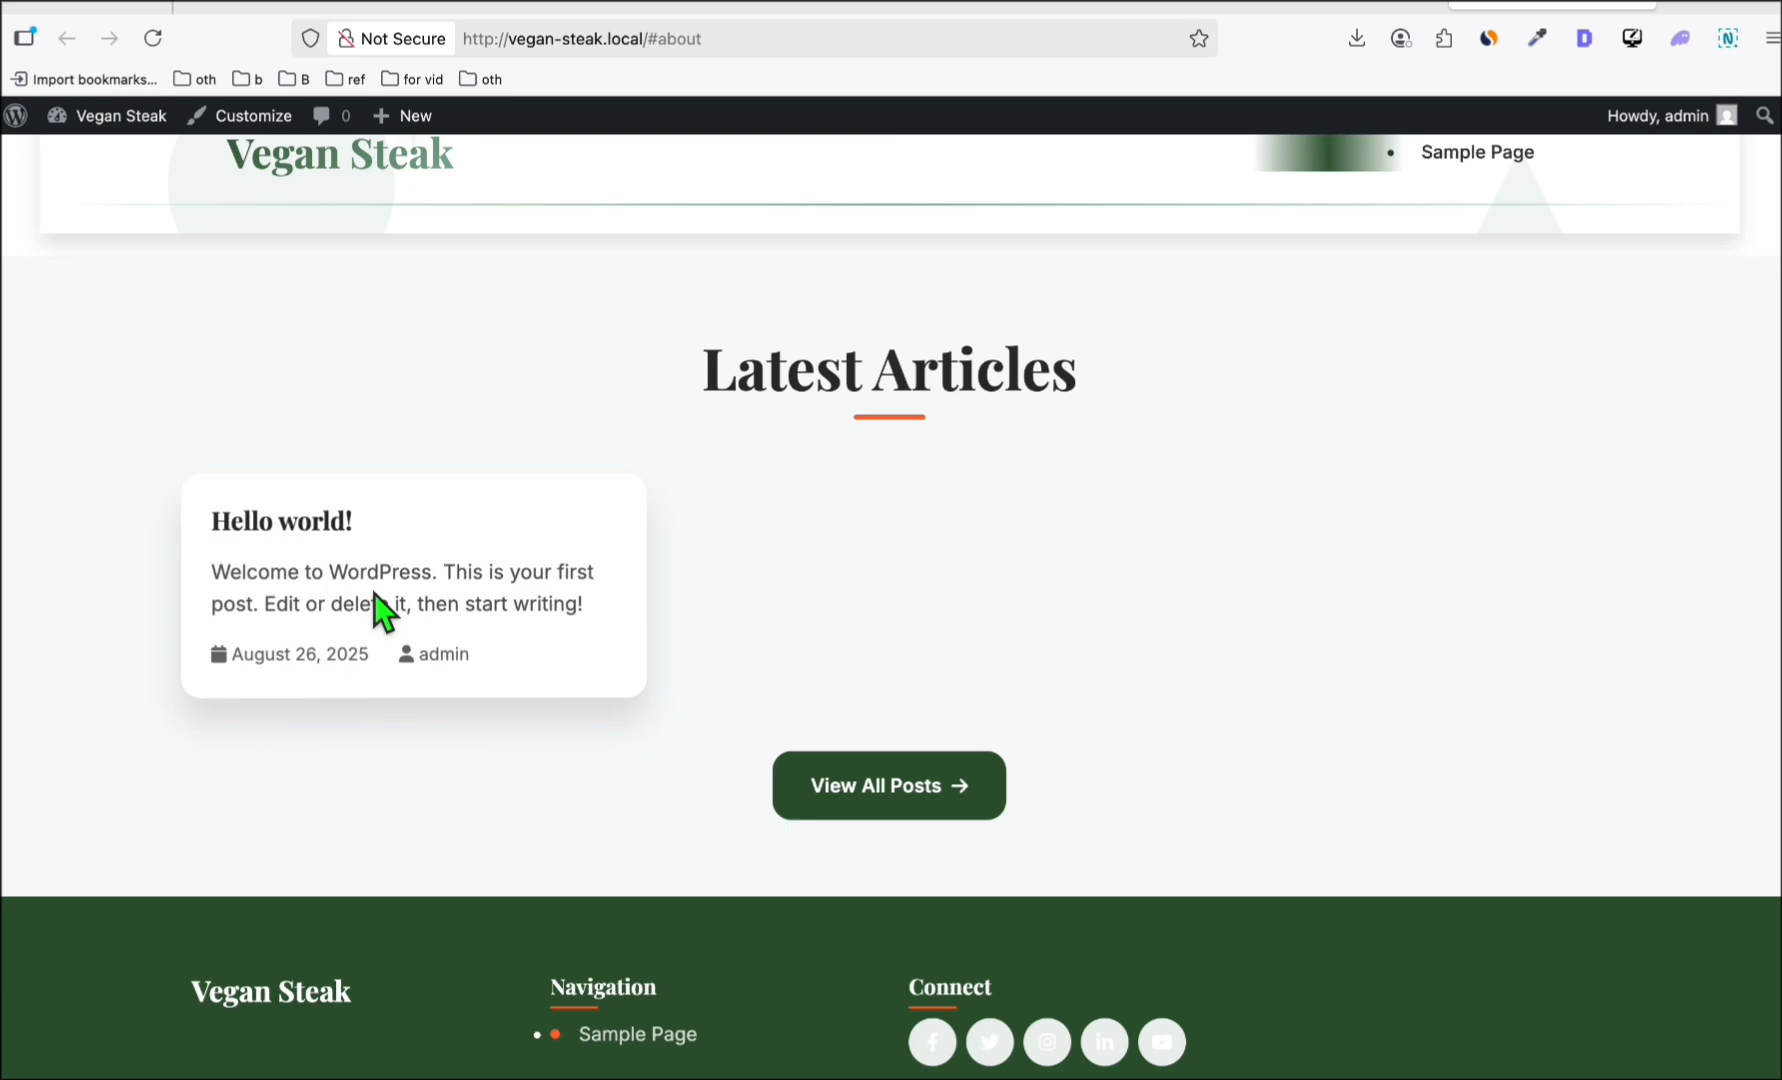 Not Secure http://vegan-steak.local/#about
Import bookmarks... oth b B ref for vid oth
Vegan Steak Customize 0 New Howdy, admin
Vegan Steak
Sample Page
Latest Articles
Hello world!
Welcome to WordPress. This is your first
post. Edit or delete it, then start writing!
August 26, 2025 admin
View All Posts →
Vegan Steak
Navigation
Sample Page
Connect